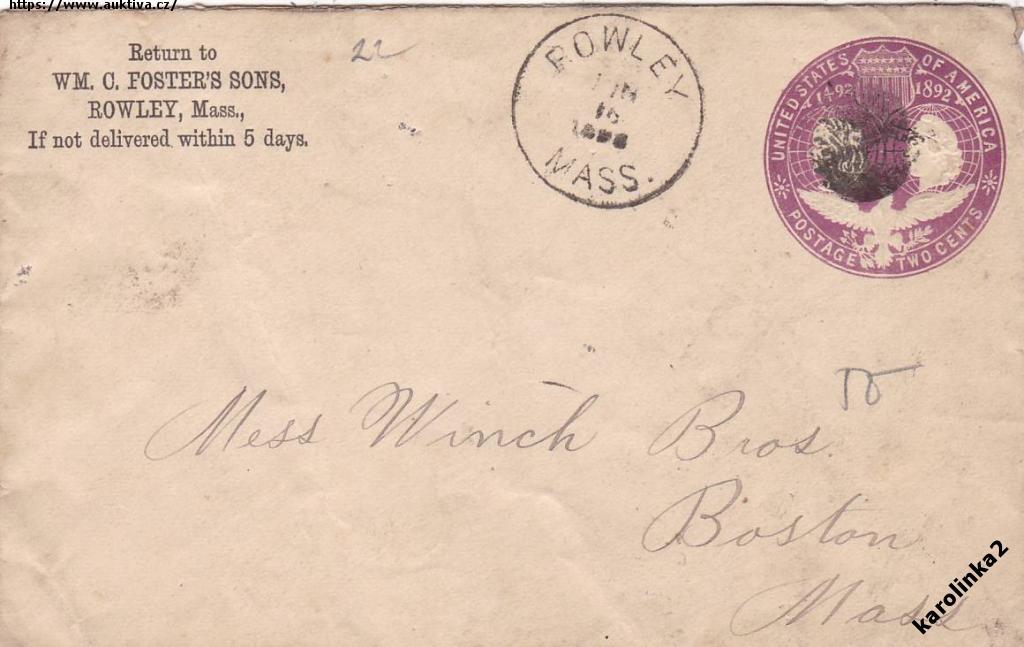 https://www.auktiva.cz/
Return to
WM. C. FOSTER'S SONS,
ROWLEY, Mass.,
If not delivered within 5 days.
22
ROWLEY
15
MASS.
UNITED STATES OF AMERICA
1492 1892
POSTAGE TWO CENTS
Mess Winch Bros.
Boston
Mass
karolinka2